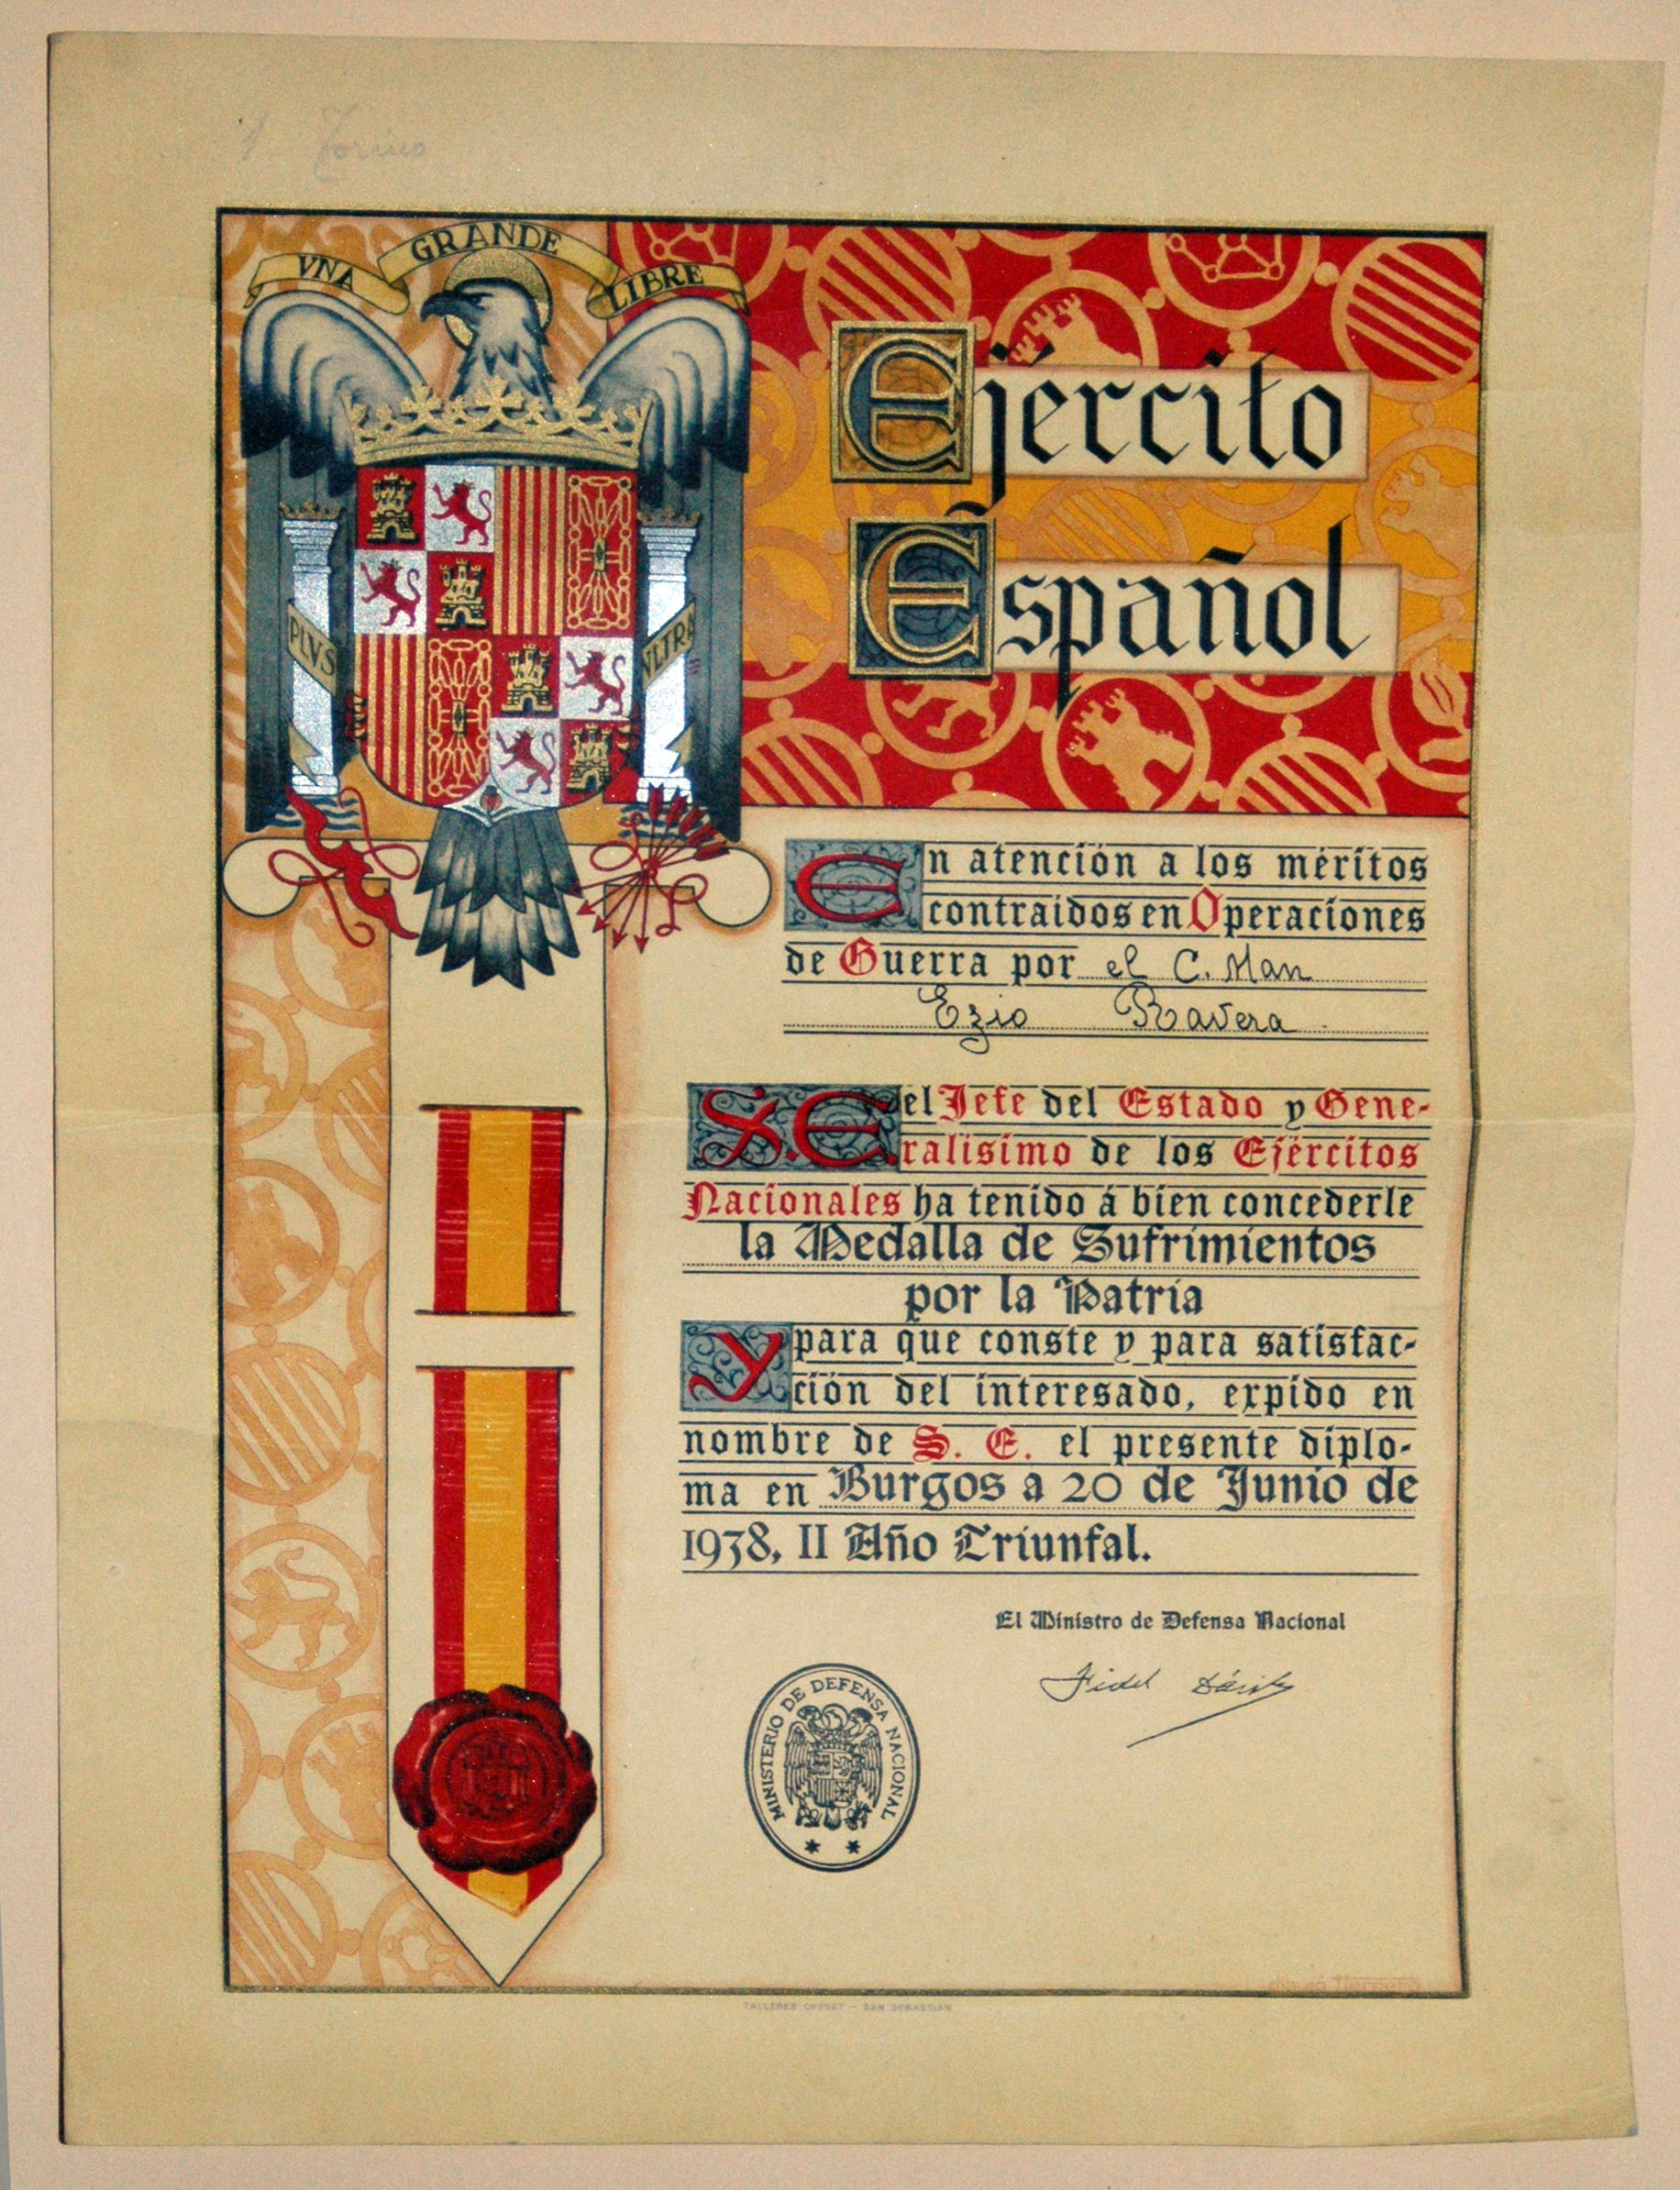 Torino
VNA GRANDE LIBRE
PLVS VLTRA
Ejército
Español
En atención a los méritos
contraidos en Operaciones
de Guerra por el C. Man
Ezio Ravera
S.E. el Jefe del Estado y Gene-
ralisimo de los Ejércitos
Nacionales ha tenido á bien concederle
la Medalla de Sufrimientos
por la Patria
Y para que conste y para satisfac-
ción del interesado, expido en
nombre de S. E. el presente diplo-
ma en Burgos a 20 de Junio de
1938, II Año Triunfal.
El Ministro de Defensa Nacional
Fidel Dávila
MINISTERIO DE DEFENSA NACIONAL
TALLERES OFFSET - SAN SEBASTIAN